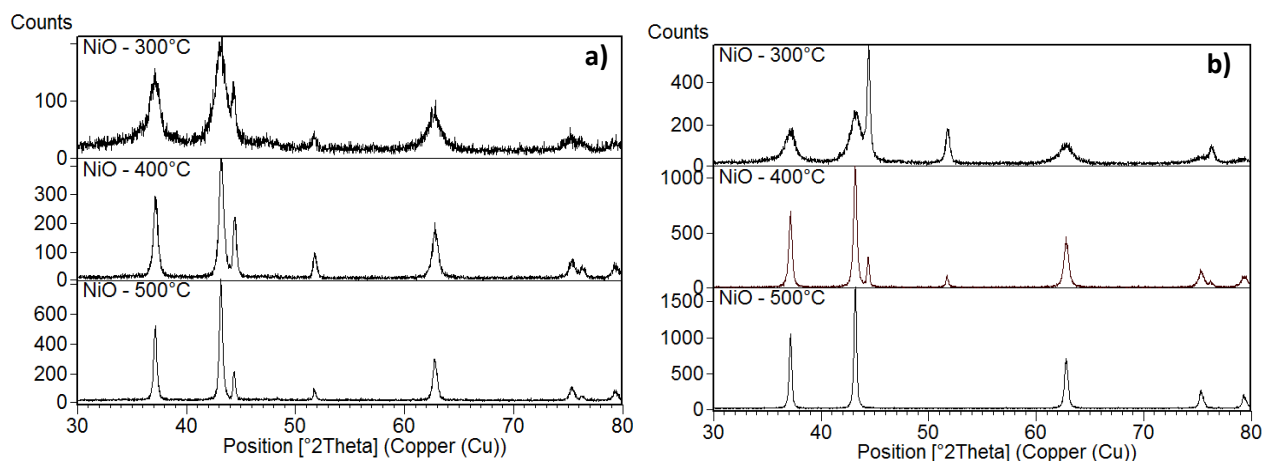 Counts
a)
NiO - 300°C
100
0
NiO - 400°C
300
200
100
0
NiO - 500°C
600
400
200
0
30 40 50 60 70 80
Position [°2Theta] (Copper (Cu))
Counts
b)
NiO - 300°C
400
200
0
NiO - 400°C
1000
500
0
NiO - 500°C
1500
1000
500
0
30 40 50 60 70 80
Position [°2Theta] (Copper (Cu))